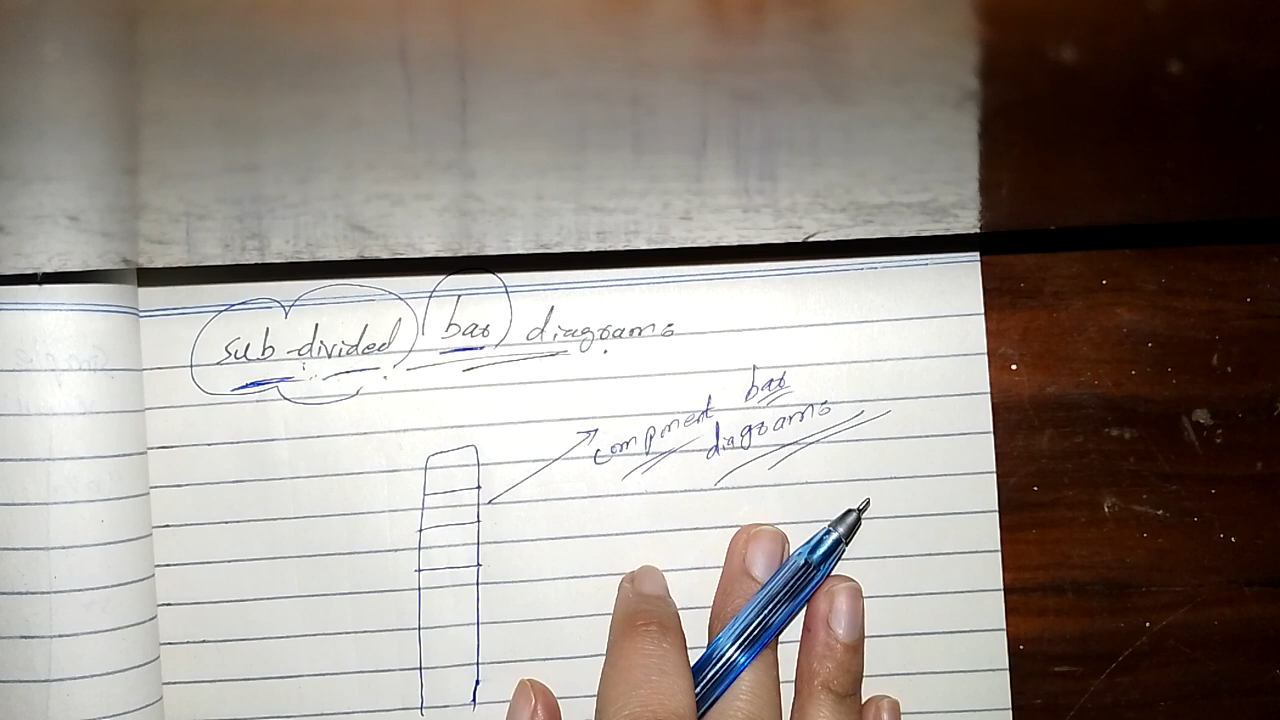 sub-divided bar diagrams
component bar
diagrams